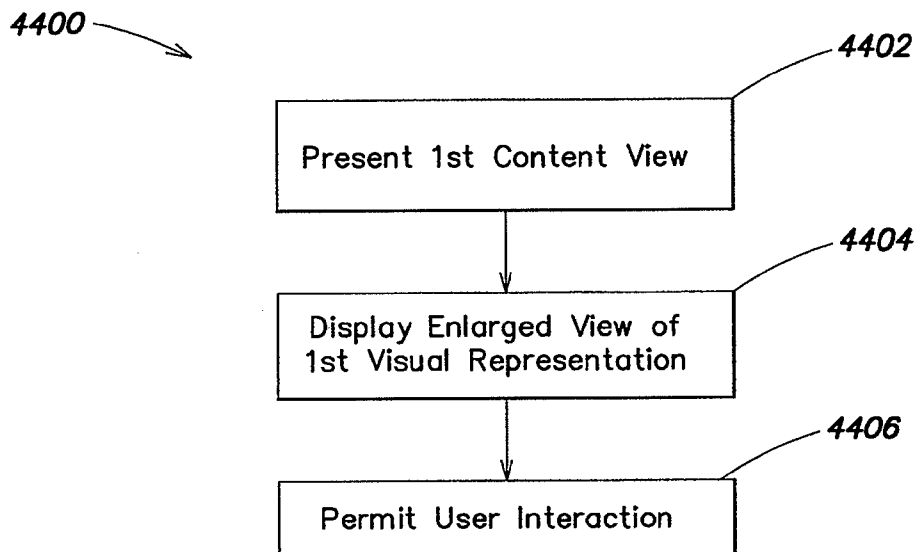 4400
4402
Present 1st Content View
4404
Display Enlarged View of
1st Visual Representation
4406
Permit User Interaction